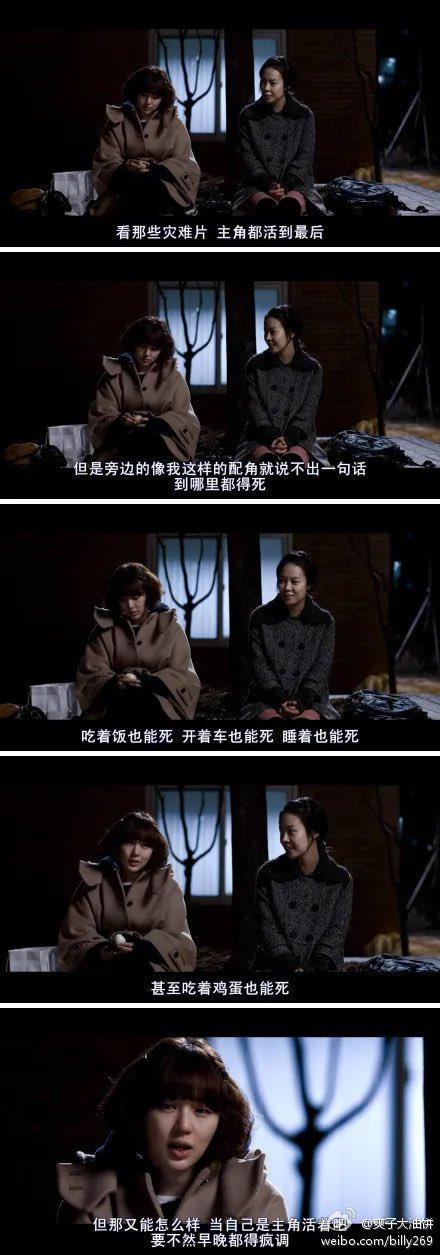 看那些灾难片 主角都活到最后
但是旁边的像我这样的配角就说不出一句话
到哪里都得死
吃着饭也能死 开着车也能死 睡着也能死
甚至吃着鸡蛋也能死
但那又能怎么样 当自己是主角活着吧
要不然早晚都得疯调
@爽子大油饼
weibo.com/billy269